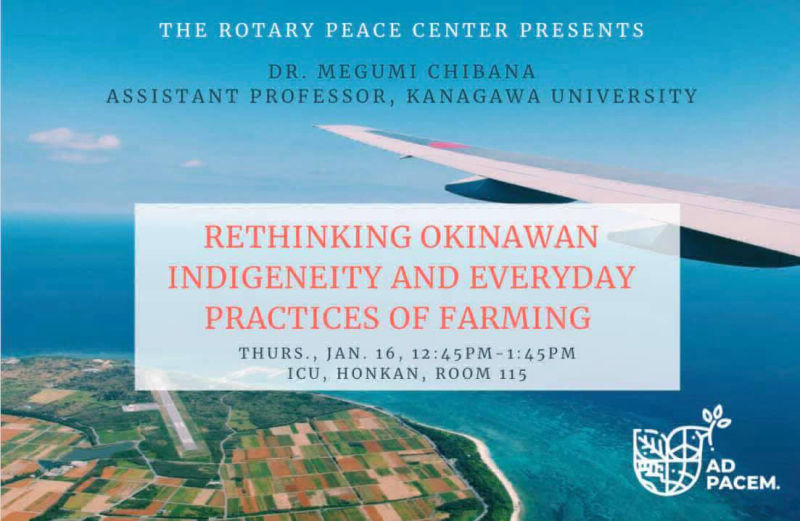 THE ROTARY PEACE CENTER PRESENTS
DR. MEGUMI CHIBANA
ASSISTANT PROFESSOR, KANAGAWA UNIVERSITY
RETHINKING OKINAWAN
INDIGENEITY AND EVERYDAY
PRACTICES OF FARMING
THURS., JAN. 16, 12:45PM-1:45PM
ICU, HONKAN, ROOM 115
AD
PACEM.